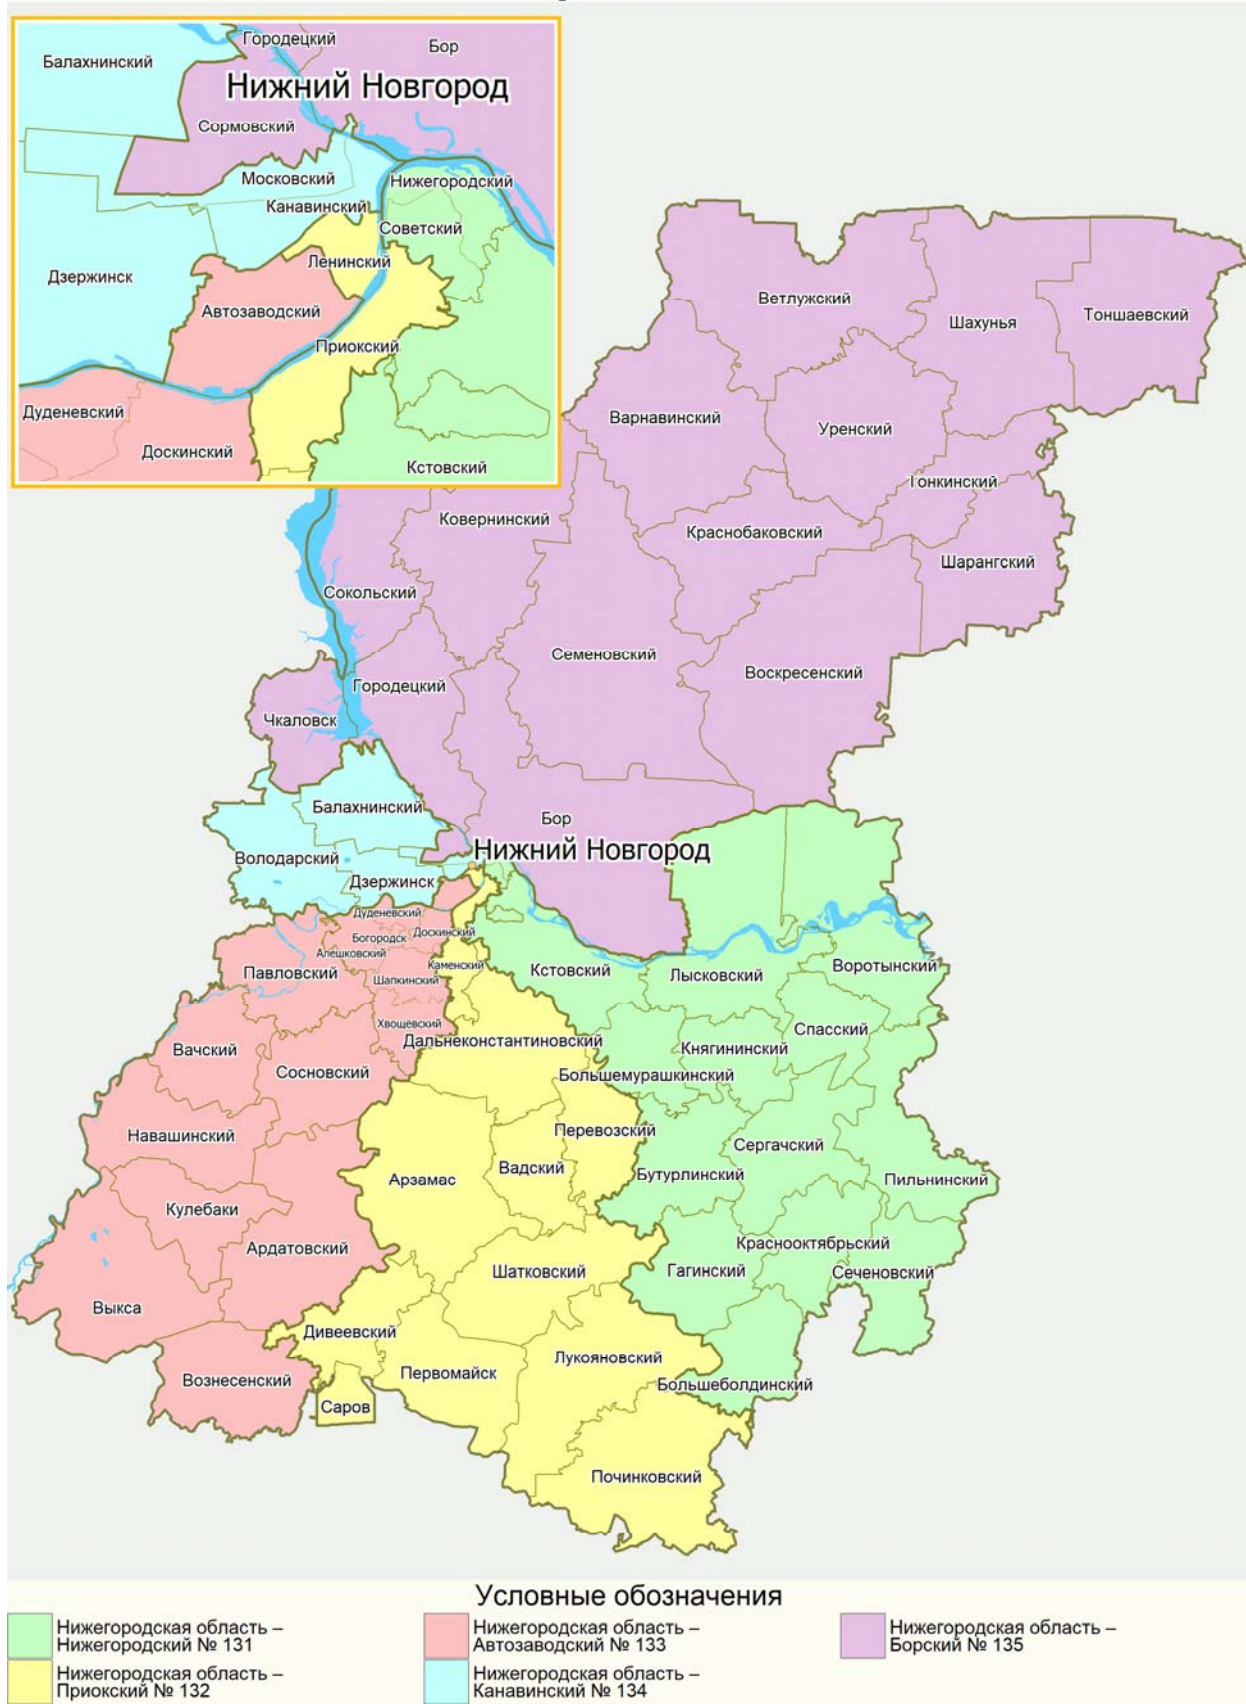 Городецкий
Бор
Балахнинский
Нижний Новгород
Сормовский
Московский
Нижегородский
Канавинский
Советский
Ленинский
Дзержинск
Автозаводский
Приокский
Дуденевский
Доскинский
Кстовский
Ветлужский
Шахунья
Тоншаевский
Варнавинский
Уренский
Тонкинский
Ковернинский
Краснобаковский
Шарангский
Сокольский
Семеновский
Воскресенский
Городецкий
Чкаловск
Балахнинский
Бор
Нижний Новгород
Володарский
Дзержинск
Дуденевский
Доскинский
Богородск
Алешковский
Каменский
Павловский
Шапкинский
Кстовский
Лысковский
Воротынский
Хвощёвский
Спасский
Дальнеконстантиновский
Княгининский
Вачский
Сосновский
Большемурашкинский
Навашинский
Перевозский
Сергачский
Арзамас
Вадский
Бутурлинский
Пильнинский
Кулебаки
Ардатовский
Краснооктябрьский
Шатковский
Гагинский
Сеченовский
Выкса
Дивеевский
Лукояновский
Вознесенский
Первомайск
Большеболдинский
Саров
Починковский
Условные обозначения
Нижегородская область –
Нижегородский № 131
Нижегородская область –
Приокский № 132
Нижегородская область –
Автозаводский № 133
Нижегородская область –
Канавинский № 134
Нижегородская область –
Борский № 135